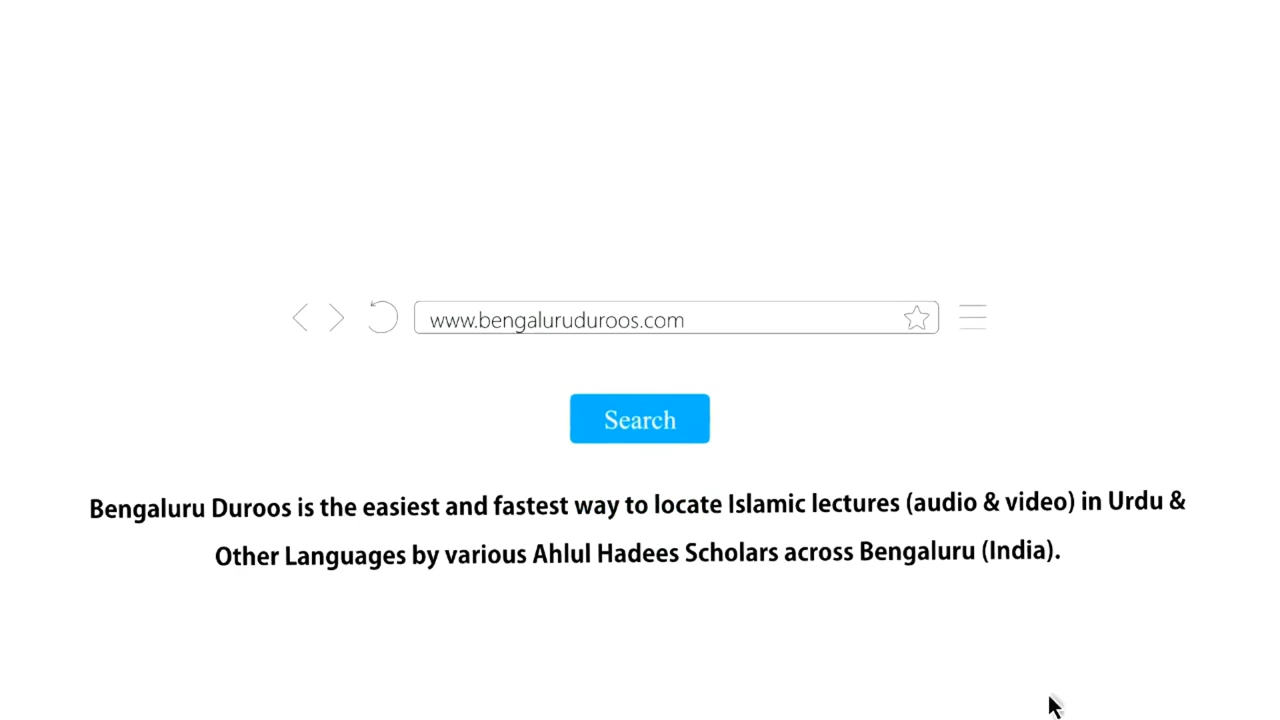 www.bengaluruduroos.com
Search
Bengaluru Duroos is the easiest and fastest way to locate Islamic lectures (audio & video) in Urdu &
Other Languages by various Ahlul Hadees Scholars across Bengaluru (India).